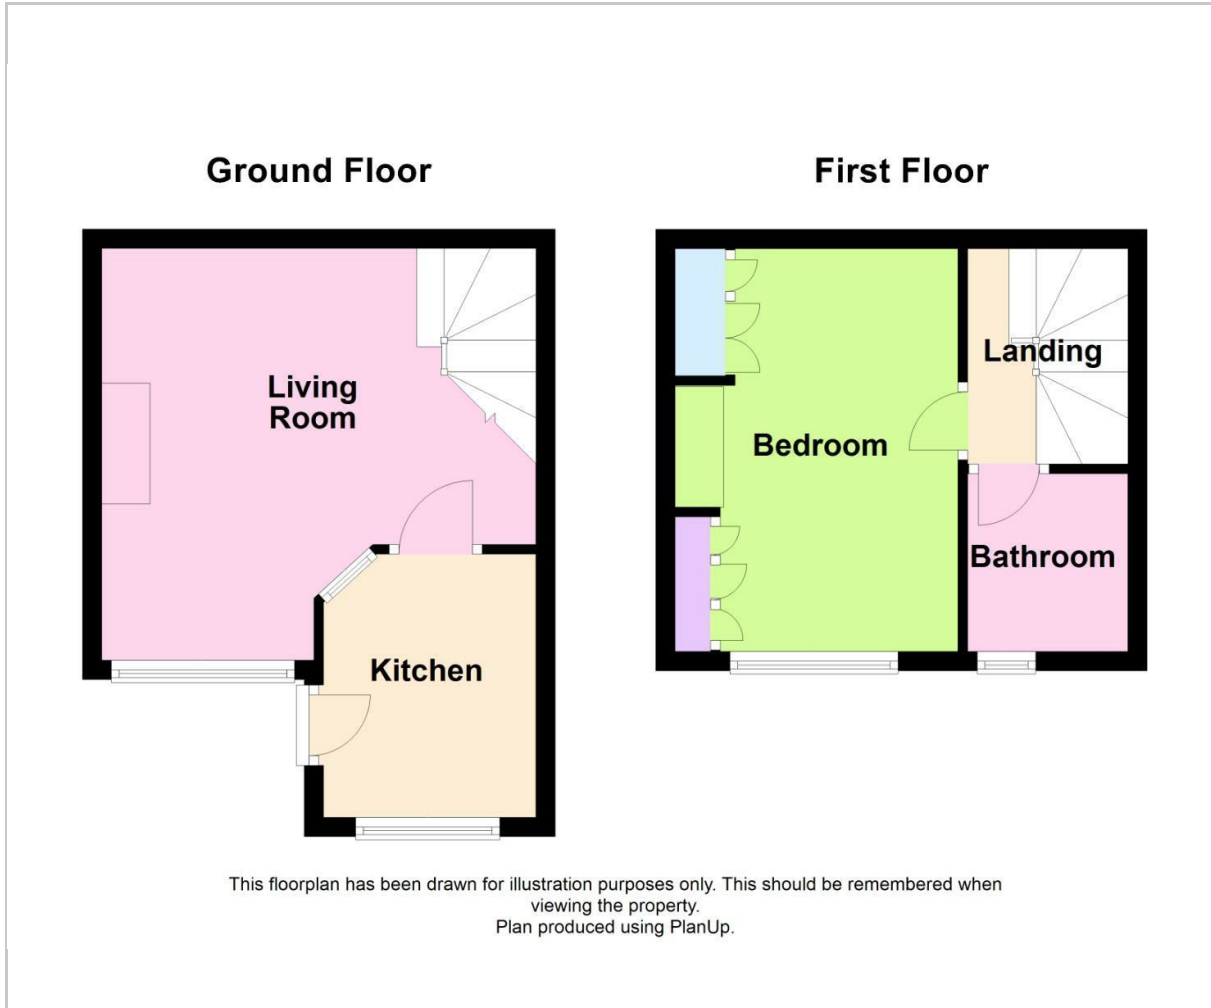 Ground Floor
First Floor
Living
Room
Kitchen
Bedroom
Landing
Bathroom
This floorplan has been drawn for illustration purposes only. This should be remembered when
viewing the property.
Plan produced using PlanUp.